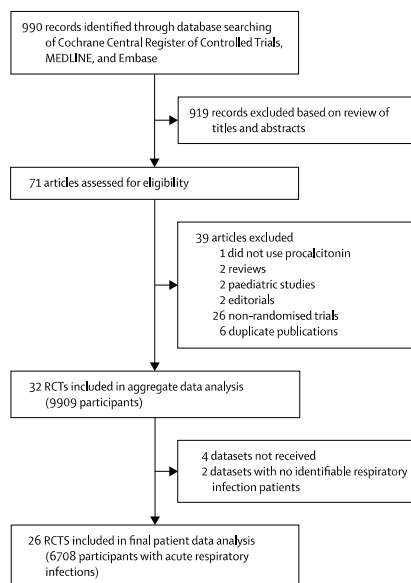 990 records identified through database searching
of Cochrane Central Register of Controlled Trials,
MEDLINE, and Embase
919 records excluded based on review of
titles and abstracts
71 articles assessed for eligibility
39 articles excluded
1 did not use procalcitonin
2 reviews
2 paediatric studies
2 editorials
26 non-randomised trials
6 duplicate publications
32 RCTs included in aggregate data analysis
(9909 participants)
4 datasets not received
2 datasets with no identifiable respiratory
infection patients
26 RCTS included in final patient data analysis
(6708 participants with acute respiratory
infections)